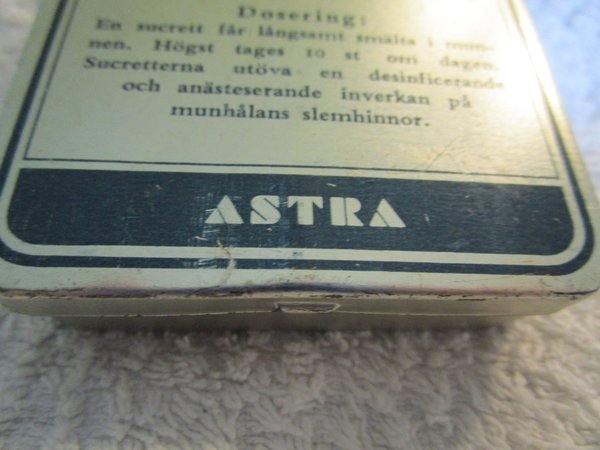 Dosering:
En sucrett får långsamt smälta i mun-
nen. Högst tages 10 st om dagen.
Sucretterna utöva en desinficerande
och anästeserande inverkan på
munhålans slemhinnor.
ASTRA